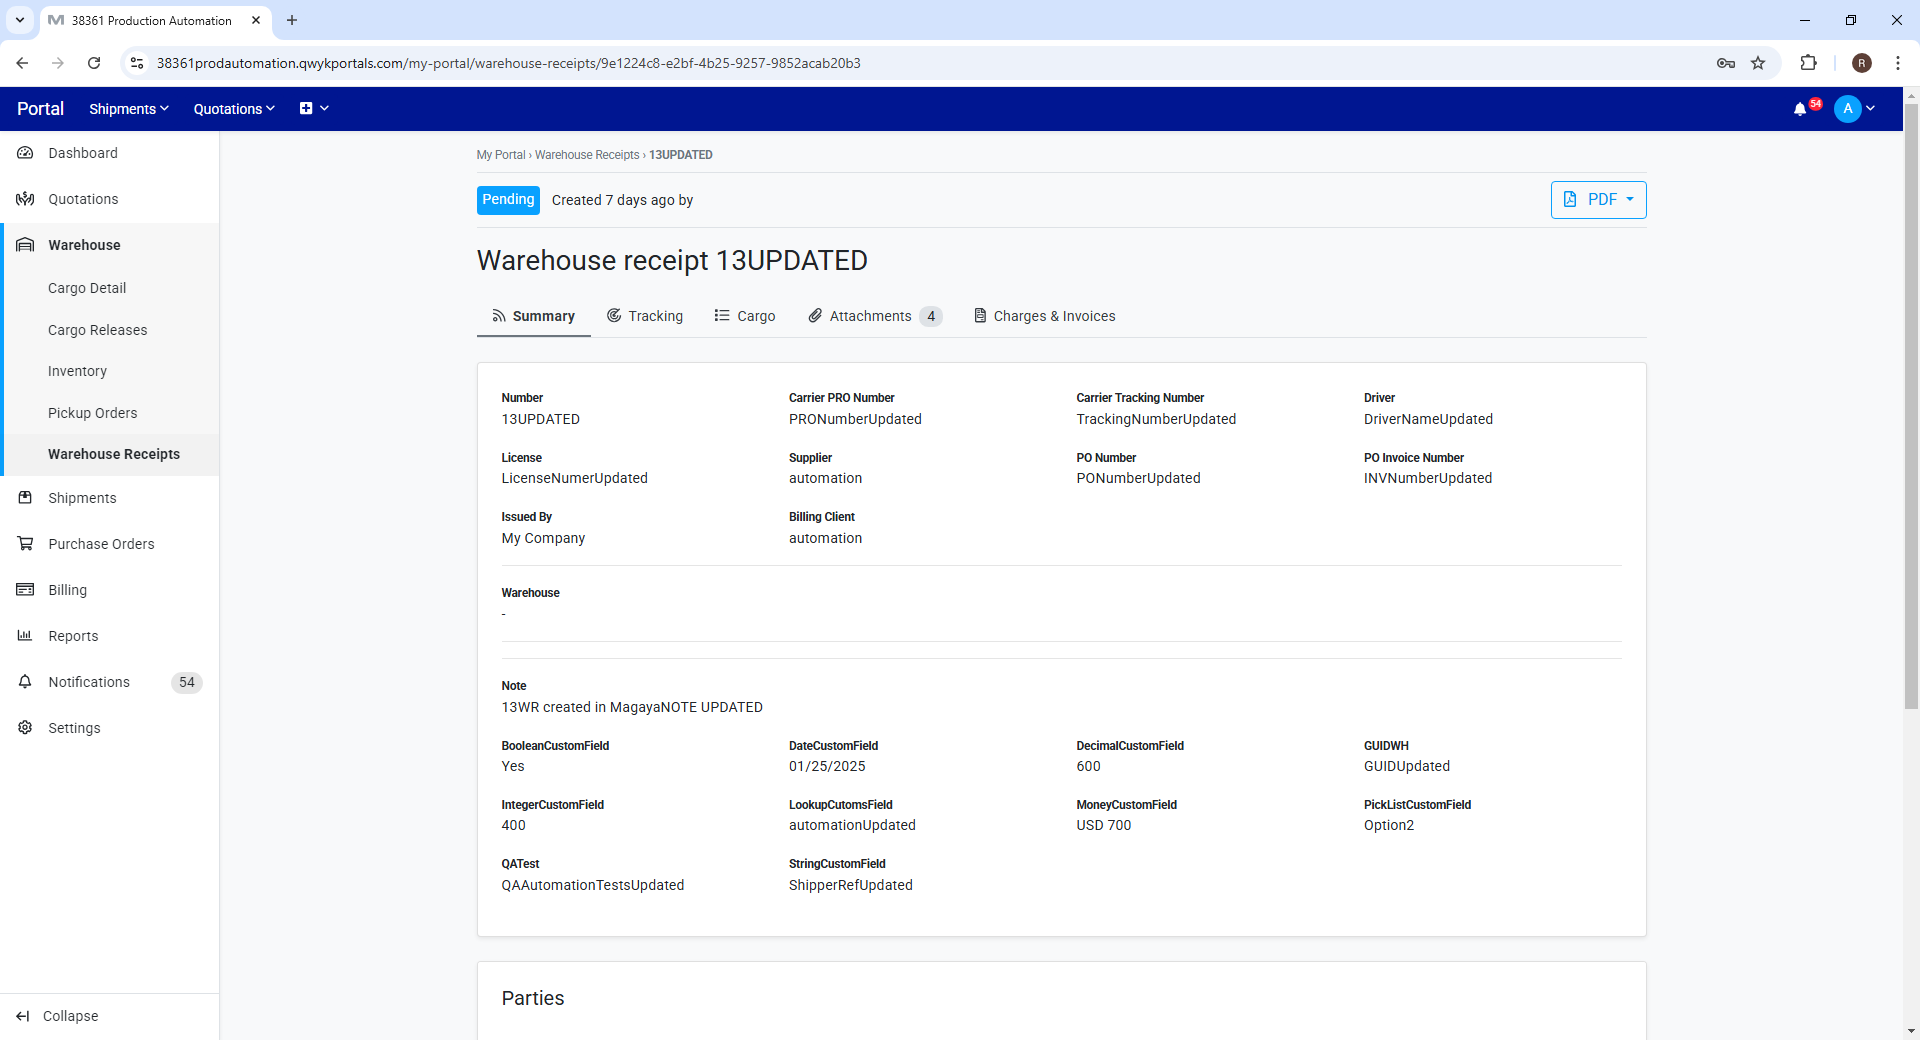 38361 Production Automation
38361prodautomation.qwykportals.com/my-portal/warehouse-receipts/9e1224c8-e2bf-4b25-9257-9852acab20b3
R
Portal
Shipments
Quotations
54
A
Dashboard
Quotations
Warehouse
Cargo Detail
Cargo Releases
Inventory
Pickup Orders
Warehouse Receipts
Shipments
Purchase Orders
Billing
Reports
Notifications 54
Settings
Collapse
My Portal › Warehouse Receipts › 13UPDATED
Pending Created 7 days ago by
PDF
Warehouse receipt 13UPDATED
Summary Tracking Cargo Attachments 4 Charges & Invoices
Number Carrier PRO Number Carrier Tracking Number Driver
13UPDATED PRONumberUpdated TrackingNumberUpdated DriverNameUpdated
License Supplier PO Number PO Invoice Number
LicenseNumerUpdated automation PONumberUpdated INVNumberUpdated
Issued By Billing Client
My Company automation
Warehouse
-
Note
13WR created in MagayaNOTE UPDATED
BooleanCustomField DateCustomField DecimalCustomField GUIDWH
Yes 01/25/2025 600 GUIDUpdated
IntegerCustomField LookupCutomsField MoneyCustomField PickListCustomField
400 automationUpdated USD 700 Option2
QATest StringCustomField
QAAutomationTestsUpdated ShipperRefUpdated
Parties